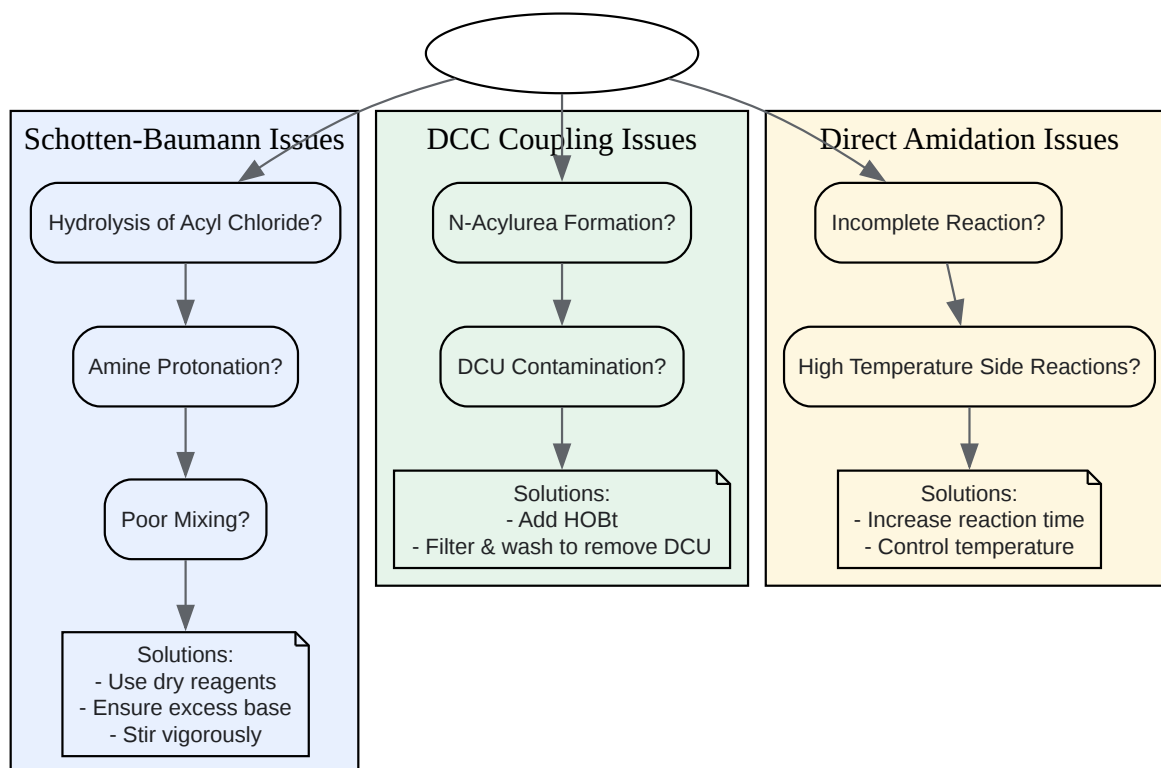 Schotten-Baumann Issues
Hydrolysis of Acyl Chloride?
Amine Protonation?
Poor Mixing?
Solutions:
- Use dry reagents
- Ensure excess base
- Stir vigorously
DCC Coupling Issues
N-Acylurea Formation?
DCU Contamination?
Solutions:
- Add HOBt
- Filter & wash to remove DCU
Direct Amidation Issues
Incomplete Reaction?
High Temperature Side Reactions?
Solutions:
- Increase reaction time
- Control temperature